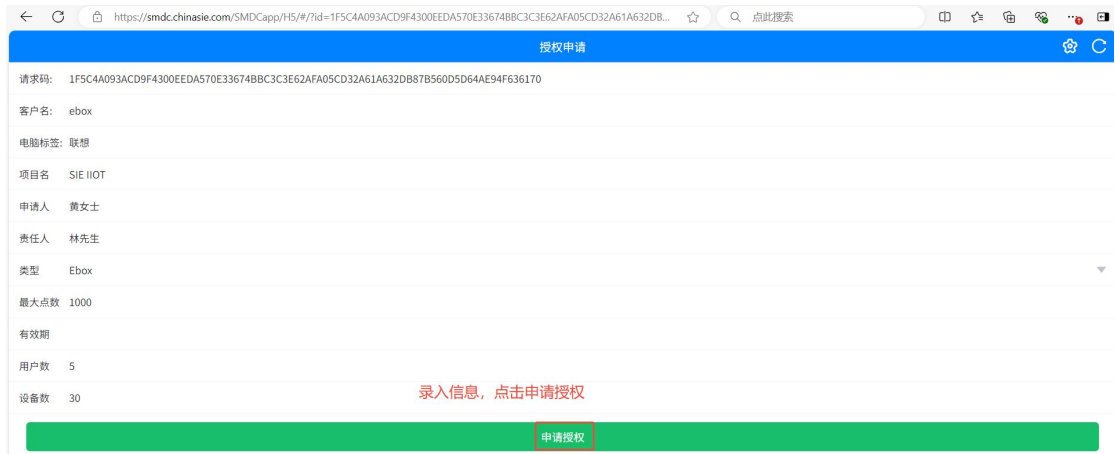 https://smdc.chinasie.com/SMDCapp/H5/#/?id=1F5C4A093ACD9F4300EEDA570E33674BBC3C3E62AFA05CD32A61A632DB...
点此搜索
授权申请
请求码: 1F5C4A093ACD9F4300EEDA570E33674BBC3C3E62AFA05CD32A61A632DB87B560D5D64AE94F636170
客户名: ebox
电脑标签: 联想
项目名 SIE IIOT
申请人 黄女士
责任人 林先生
类型 Ebox
最大点数 1000
有效期
用户数 5
设备数 30
录入信息，点击申请授权
申请授权